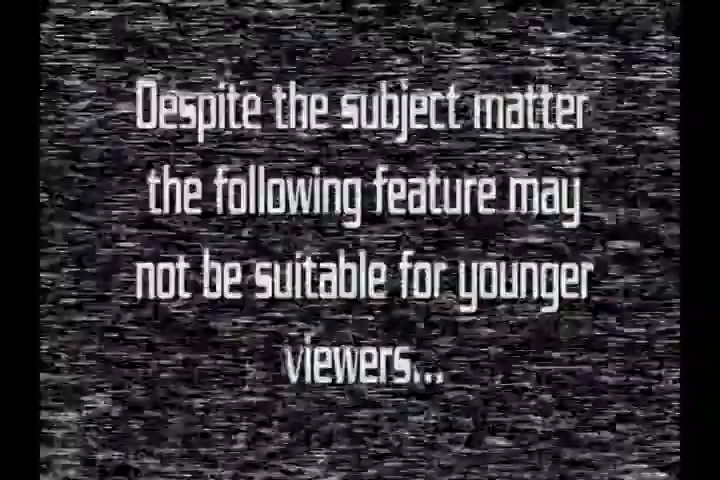 Despite the subject matter
the following feature may
not be suitable for younger
viewers...